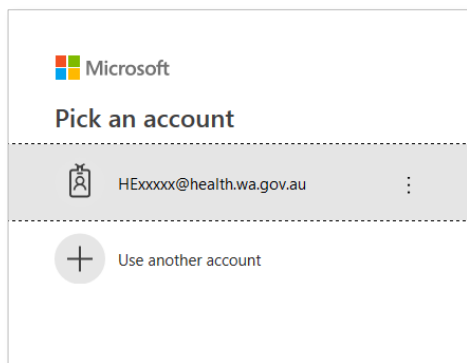 Microsoft
Pick an account
HExxxxx@health.wa.gov.au
Use another account